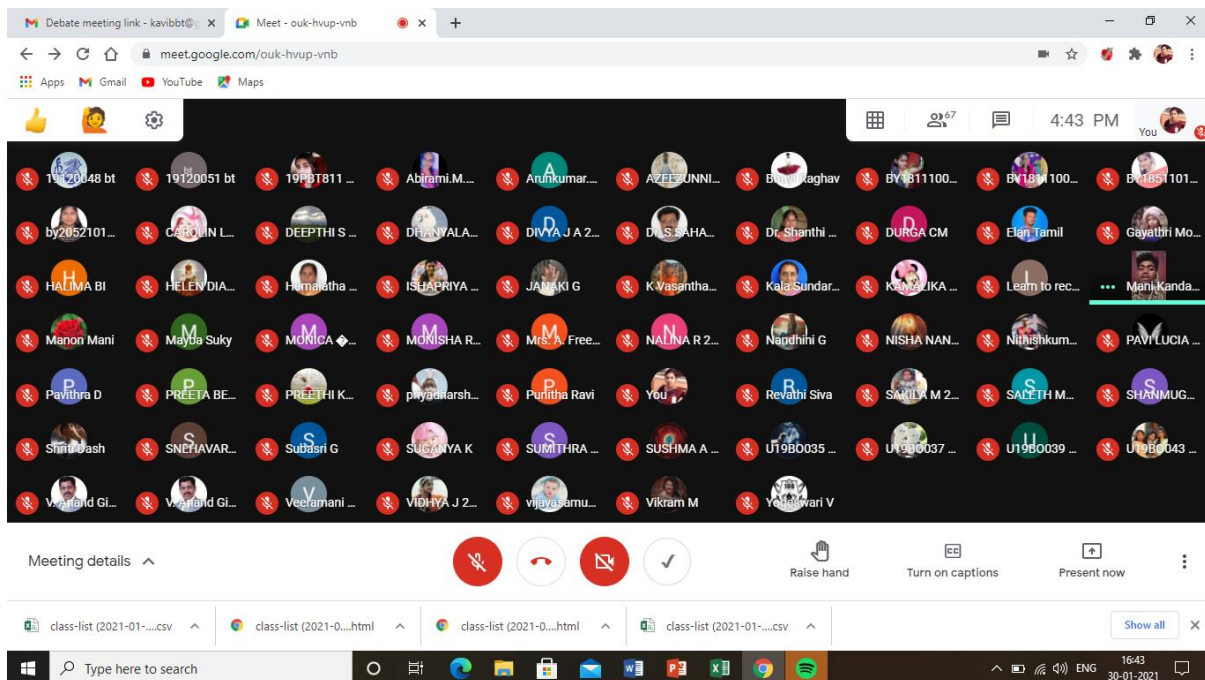 Debate meeting link - kavibbt@g
Meet - ouk-hvup-vnb
meet.google.com/ouk-hvup-vnb
Apps Gmail YouTube Maps
67 4:43 PM You
19120048 bt 19120051 bt 19PBT811 ... Abirami.M.... Arunkumar.... AZEEZUNNI... Raghav BY1811100... BY1811100... BY1851101...
by2052101... CAROLIN L... DEEPTHI S ... DHANYALA... DIVYA J A 2... Dr. S.SAHA... Dr. Shanthi ... DURGA CM Elan Tamil Gayathri Mo...
HALIMA BI HELEN DIA... Hemalatha ... ISHAPRIYA ... JANAKI G K Vasantha... Kala Sundar... KAMALIKA ... Learn to rec... Mani Kanda...
Manon Mani Mayba Suky MONICA �... MONISHA R... Mrs. A. Free... NALINA R 2... Nandhini G NISHA NAN... Nithishkum... PAVI LUCIA ...
Pavithra D PREETA BE... PREETHI K... priyadharsh... Punitha Ravi You Revathi Siva SAKILA M 2... SALETH M... SHANMUG...
Shriti Dash SNEHAVAR... Subasri G SUGANYA K SUMITHRA ... SUSHMA A ... U19BO035 ... U19BO037 ... U19BO039 ... U19BO043 ...
V. Anand Gi... V. Anand Gi... Veeramani ... VIDHYA J 2... vijayasamu... Vikram M Yogeswari V
Meeting details
Raise hand Turn on captions Present now
class-list (2021-01-....csv class-list (2021-0....html class-list (2021-0....html class-list (2021-01-....csv Show all
Type here to search
ENG 16:43
30-01-2021